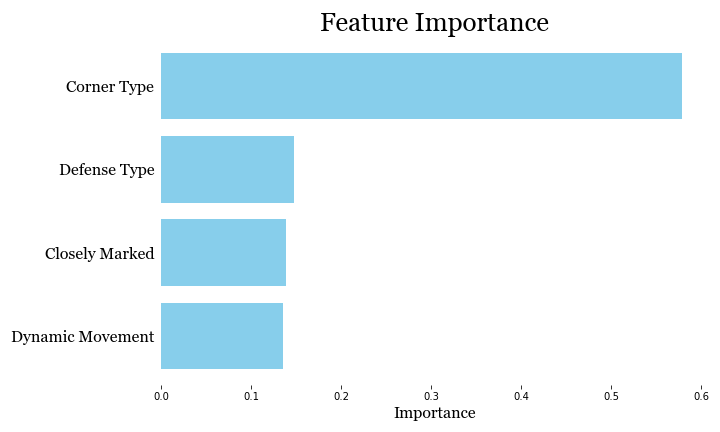 Feature Importance
Corner Type
Defense Type
Closely Marked
Dynamic Movement
0.0 0.1 0.2 0.3 0.4 0.5 0.6
Importance